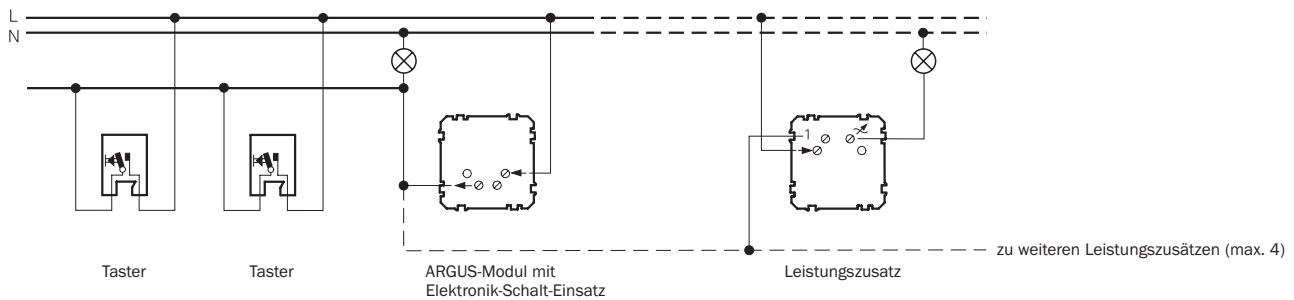 L
N
1
zu weiteren Leistungszusätzen (max. 4)
Taster
Taster
ARGUS-Modul mit
Elektronik-Schalt-Einsatz
Leistungszusatz